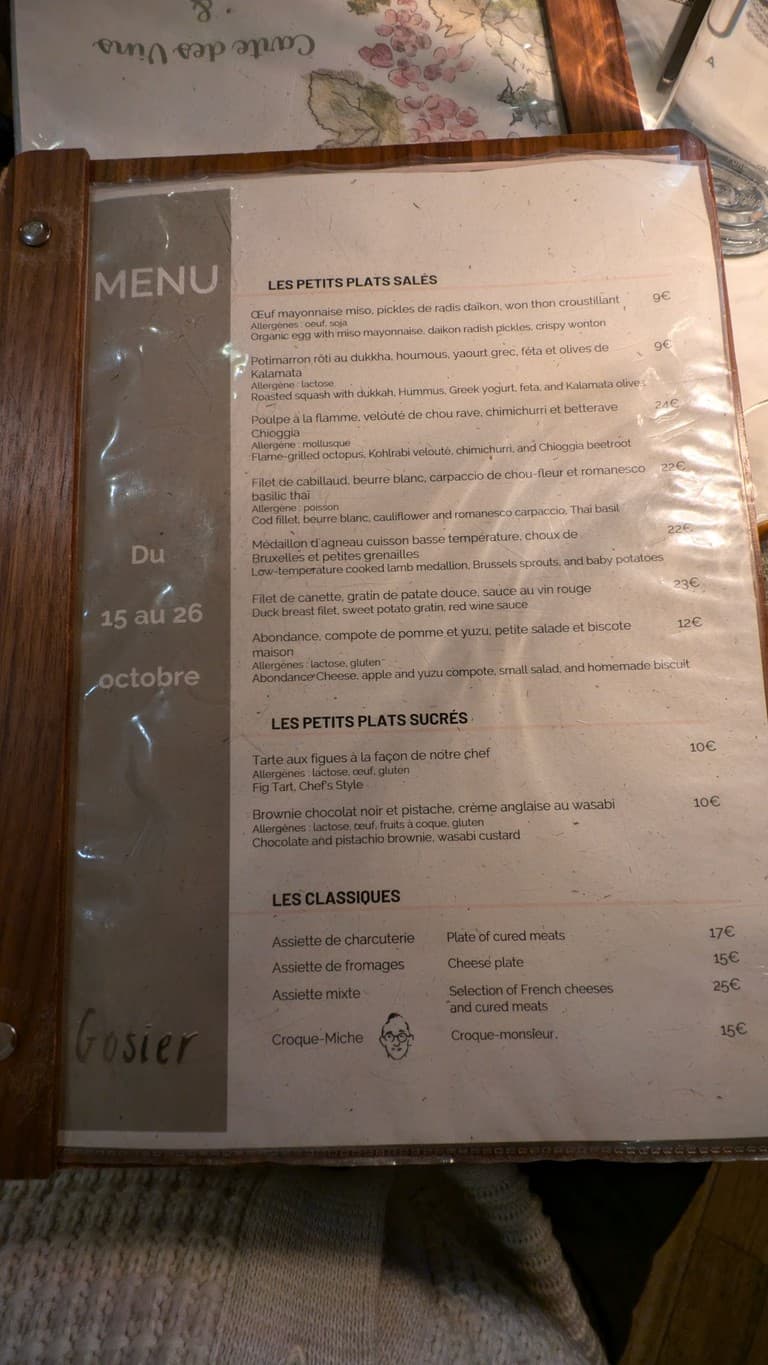 Carte des Vins
&
A
MENU
Du
15 au 26
octobre
Gosier
LES PETITS PLATS SALÉS
Œuf mayonnaise miso, pickles de radis daïkon, won thon croustillant 9€
Allergènes : oeuf, soja
Organic egg with miso mayonnaise, daikon radish pickles, crispy wonton
Potimarron rôti au dukkha, houmous, yaourt grec, féta et olives de 9€
Kalamata
Allergène : lactose
Roasted squash with dukkah, Hummus, Greek yogurt, feta, and Kalamata olives
Poulpe à la flamme, velouté de chou rave, chimichurri et betterave 24€
Chioggia
Allergène : mollusque
Flame-grilled octopus, Kohlrabi velouté, chimichurri, and Chioggia beetroot
Filet de cabillaud, beurre blanc, carpaccio de chou-fleur et romanesco 22€
basilic thaï
Allergène : poisson
Cod fillet, beurre blanc, cauliflower and romanesco carpaccio, Thai basil
Médaillon d'agneau cuisson basse température, choux de 22€
Bruxelles et petites grenailles
Low-temperature cooked lamb medallion, Brussels sprouts, and baby potatoes
Filet de canette, gratin de patate douce, sauce au vin rouge 23€
Duck breast filet, sweet potato gratin, red wine sauce
Abondance, compote de pomme et yuzu, petite salade et biscote 12€
maison
Allergènes : lactose, gluten
Abondance Cheese, apple and yuzu compote, small salad, and homemade biscuit
LES PETITS PLATS SUCRÉS
Tarte aux figues à la façon de notre chef 10€
Allergènes : lactose, œuf, gluten
Fig Tart, Chef's Style
Brownie chocolat noir et pistache, crème anglaise au wasabi 10€
Allergènes : lactose, œuf, fruits à coque, gluten
Chocolate and pistachio brownie, wasabi custard
LES CLASSIQUES
Assiette de charcuterie Plate of cured meats 17€
Assiette de fromages Cheese plate 15€
Assiette mixte Selection of French cheeses 25€
and cured meats
Croque-Miche Croque-monsieur. 15€